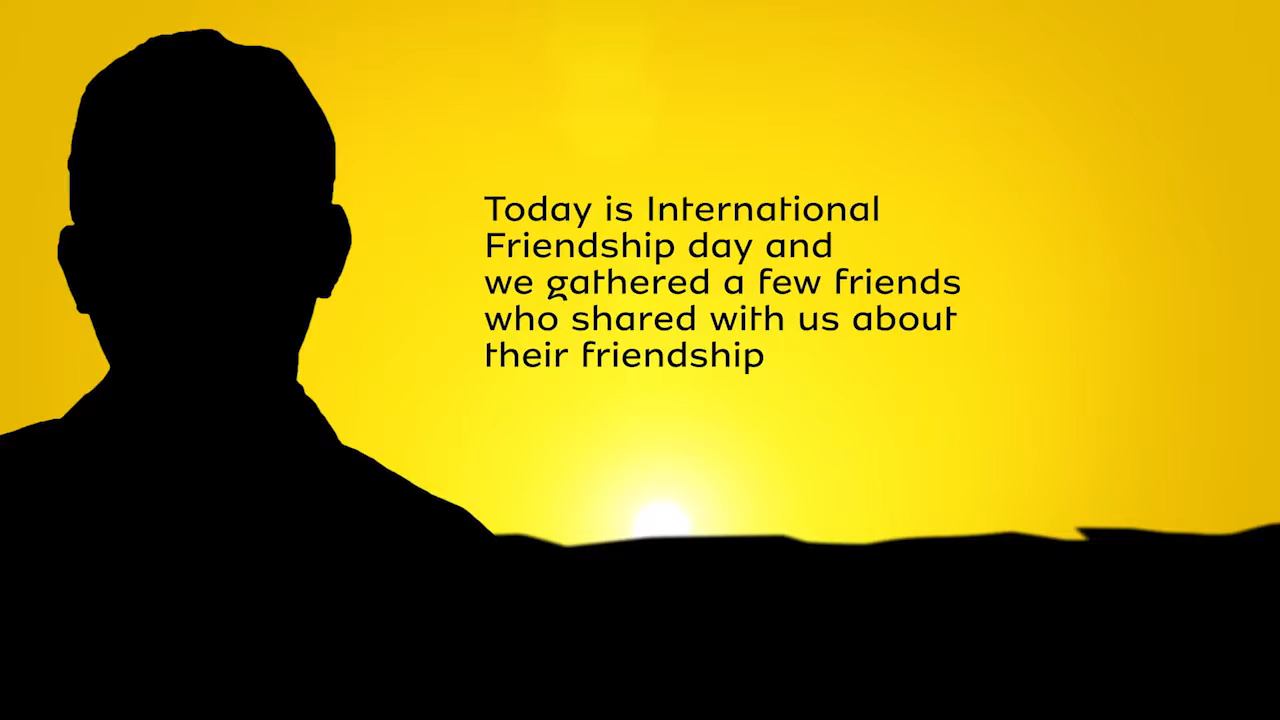 Today is International
Friendship day and
we gathered a few friends
who shared with us about
their friendship